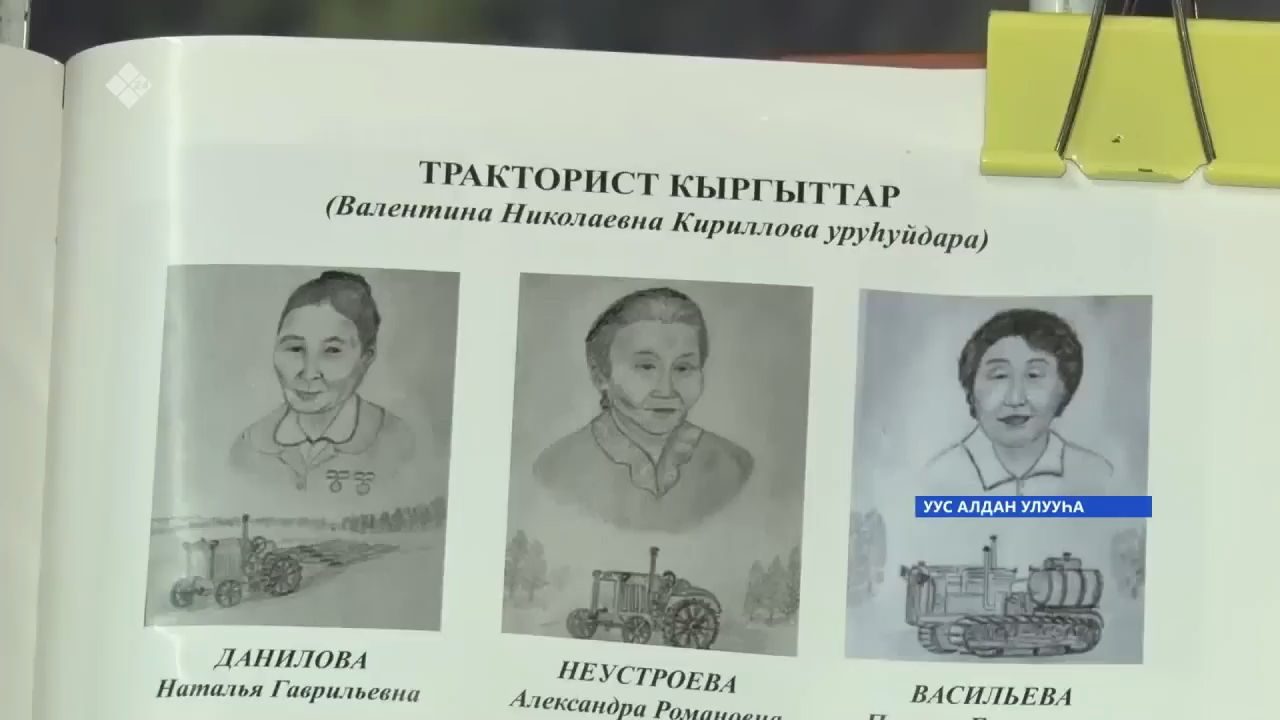 ТРАКТОРИСТ КЫРГЫТТАР
(Валентина Николаевна Кириллова уруһуйдара)
УУС АЛДАН УЛУУҺА
ДАНИЛОВА
Наталья Гаврильевна
НЕУСТРОЕВА
Александра Романовна
ВАСИЛЬЕВА